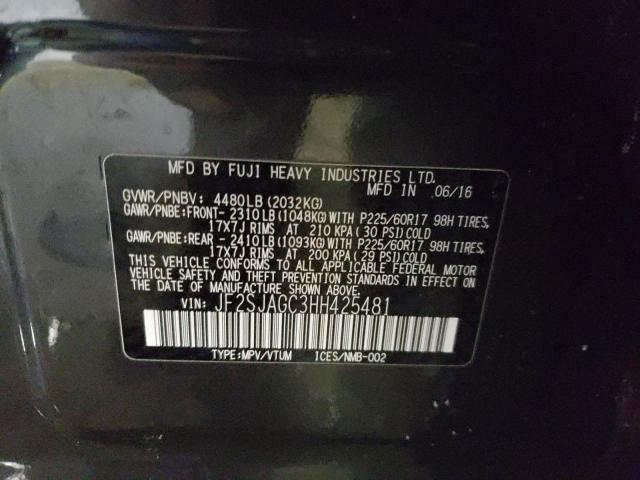 MFD BY FUJI HEAVY INDUSTRIES LTD.
MFD IN 06/16
GVWR/PNBV: 4480LB (2032KG)
GAWR/PNBE:FRONT- 2310LB(1048KG)WITH P225/60R17 98H TIRES,
17X7J RIMS AT 210 KPA ( 30 PSI)COLD
GAWR/PNBE:REAR - 2410LB(1093KG)WITH P225/60R17 98H TIRES,
17X7J RIMS AT 200 KPA (29 PSI)COLD
THIS VEHICLE CONFORMS TO ALL APPLICABLE FEDERAL MOTOR
VEHICLE SAFETY AND THEFT PREVENTION STANDARDS IN EFFECT ON
THE DATE OF MANUFACTURE SHOWN ABOVE.
VIN: JF2SJAGC3HH425481
TYPE:MPV/VTUM ICES/NMB-002